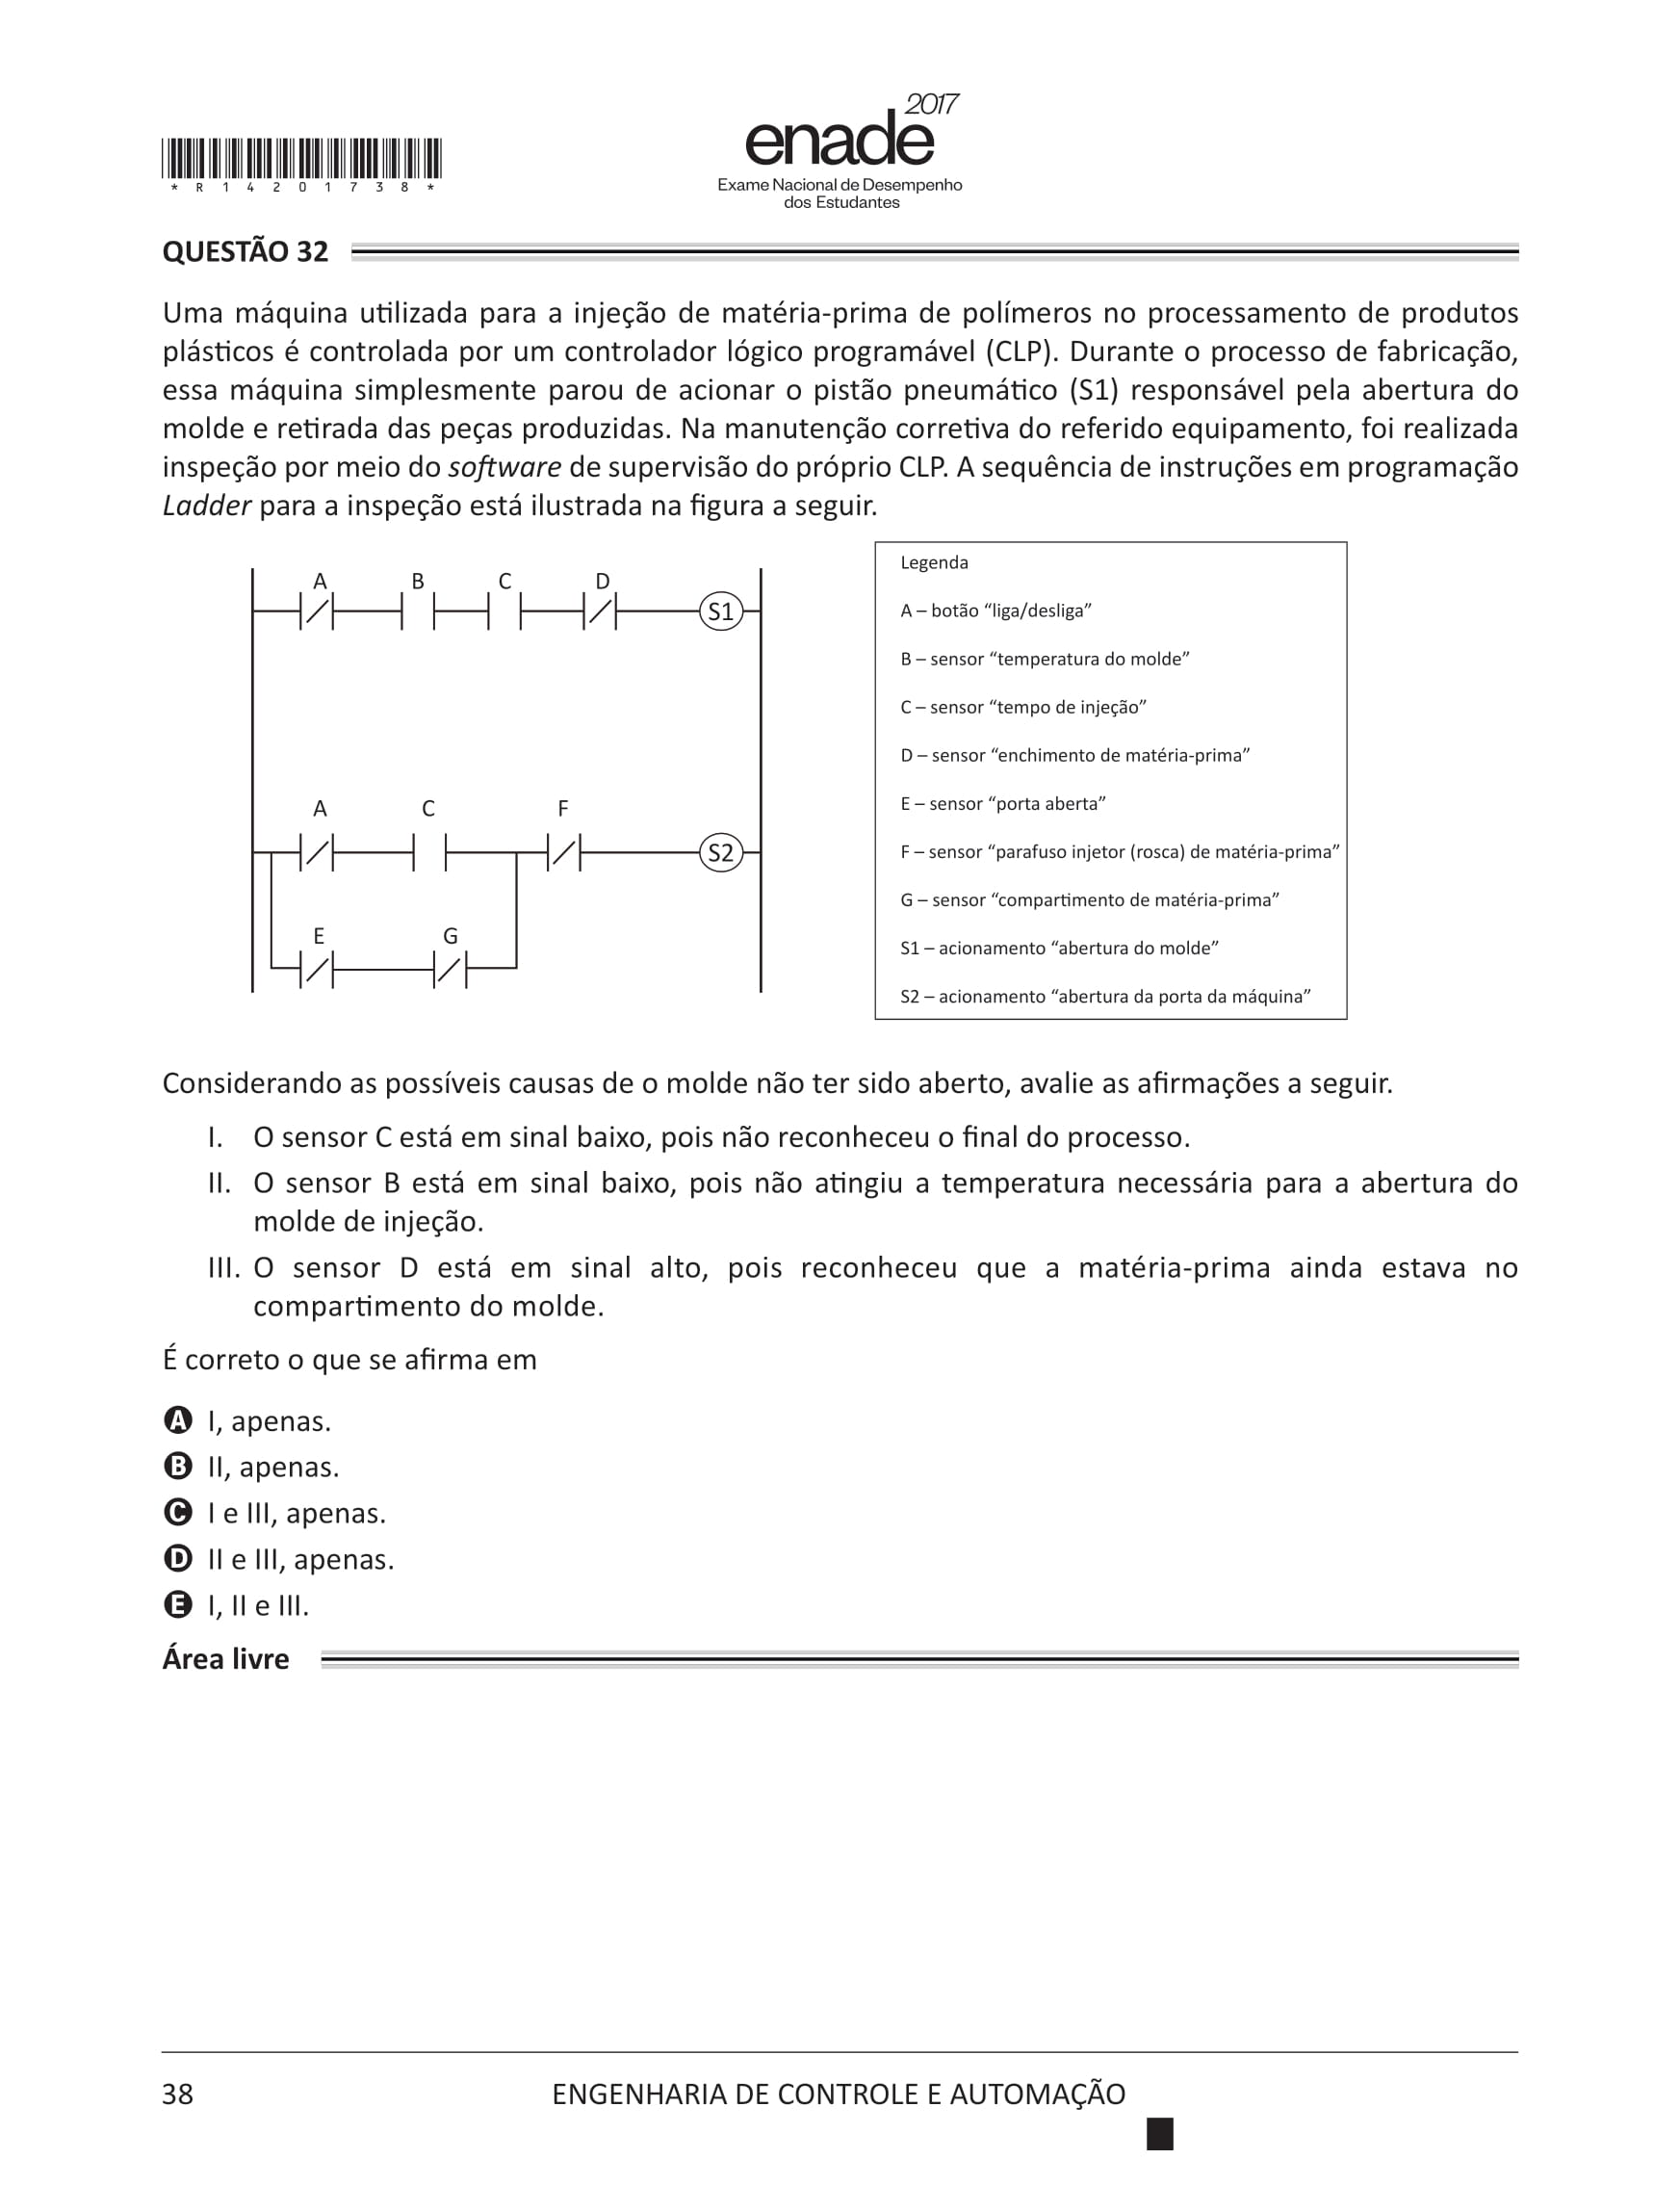 2017
enade
Exame Nacional de Desempenho
dos Estudantes
* R 1 4 2 0 1 7 3 8 *
QUESTÃO 32
Uma máquina utilizada para a injeção de matéria-prima de polímeros no processamento de produtos
plásticos é controlada por um controlador lógico programável (CLP). Durante o processo de fabricação,
essa máquina simplesmente parou de acionar o pistão pneumático (S1) responsável pela abertura do
molde e retirada das peças produzidas. Na manutenção corretiva do referido equipamento, foi realizada
inspeção por meio do software de supervisão do próprio CLP. A sequência de instruções em programação
Ladder para a inspeção está ilustrada na figura a seguir.
A B C D
S1
A C F
S2
E G
Legenda
A – botão “liga/desliga”
B – sensor “temperatura do molde”
C – sensor “tempo de injeção”
D – sensor “enchimento de matéria-prima”
E – sensor “porta aberta”
F – sensor “parafuso injetor (rosca) de matéria-prima”
G – sensor “compartimento de matéria-prima”
S1 – acionamento “abertura do molde”
S2 – acionamento “abertura da porta da máquina”
Considerando as possíveis causas de o molde não ter sido aberto, avalie as afirmações a seguir.
I. O sensor C está em sinal baixo, pois não reconheceu o final do processo.
II. O sensor B está em sinal baixo, pois não atingiu a temperatura necessária para a abertura do
molde de injeção.
III. O sensor D está em sinal alto, pois reconheceu que a matéria-prima ainda estava no
compartimento do molde.
É correto o que se afirma em
A I, apenas.
B II, apenas.
C I e III, apenas.
D II e III, apenas.
E I, II e III.
Área livre
38
ENGENHARIA DE CONTROLE E AUTOMAÇÃO